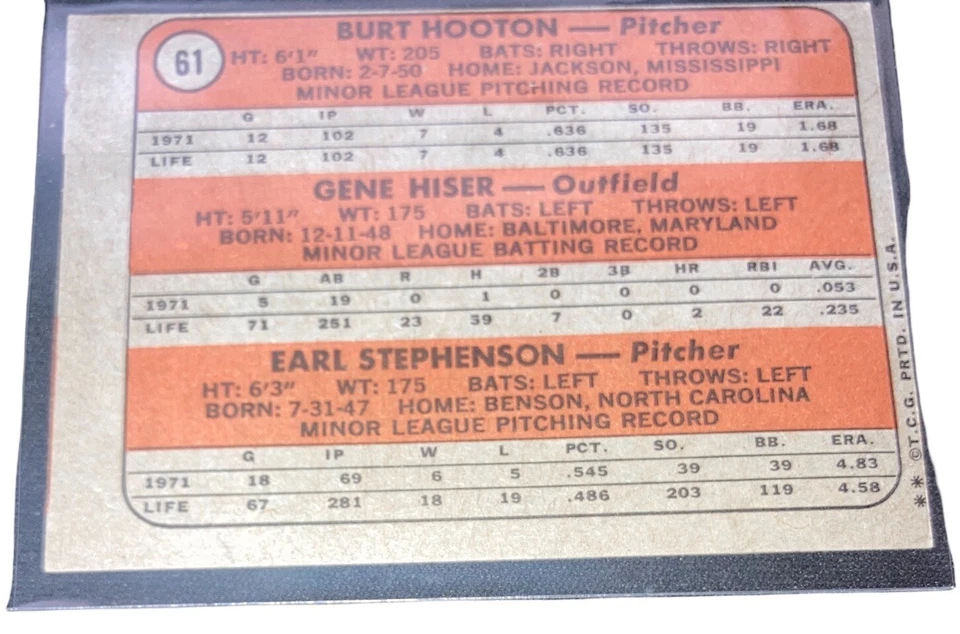 61
BURT HOOTON — Pitcher
HT: 6'1" WT: 205 BATS: RIGHT THROWS: RIGHT
BORN: 2-7-50 HOME: JACKSON, MISSISSIPPI
MINOR LEAGUE PITCHING RECORD
G IP W L PCT. SO. BB. ERA.
1971 12 102 7 4 .636 135 19 1.68
LIFE 12 102 7 4 .636 135 19 1.68
GENE HISER — Outfield
HT: 5'11" WT: 175 BATS: LEFT THROWS: LEFT
BORN: 12-11-48 HOME: BALTIMORE, MARYLAND
MINOR LEAGUE BATTING RECORD
G AB R H 2B 3B HR RBI AVG.
1971 5 19 0 1 0 0 0 0 .053
LIFE 71 251 23 59 7 0 2 22 .235
EARL STEPHENSON — Pitcher
HT: 6'3" WT: 175 BATS: LEFT THROWS: LEFT
BORN: 7-31-47 HOME: BENSON, NORTH CAROLINA
MINOR LEAGUE PITCHING RECORD
G IP W L PCT. SO. BB. ERA.
1971 18 69 6 5 .545 39 39 4.83
LIFE 67 281 18 19 .486 203 119 4.58
** ©T.C.G. PRTD. IN U.S.A.